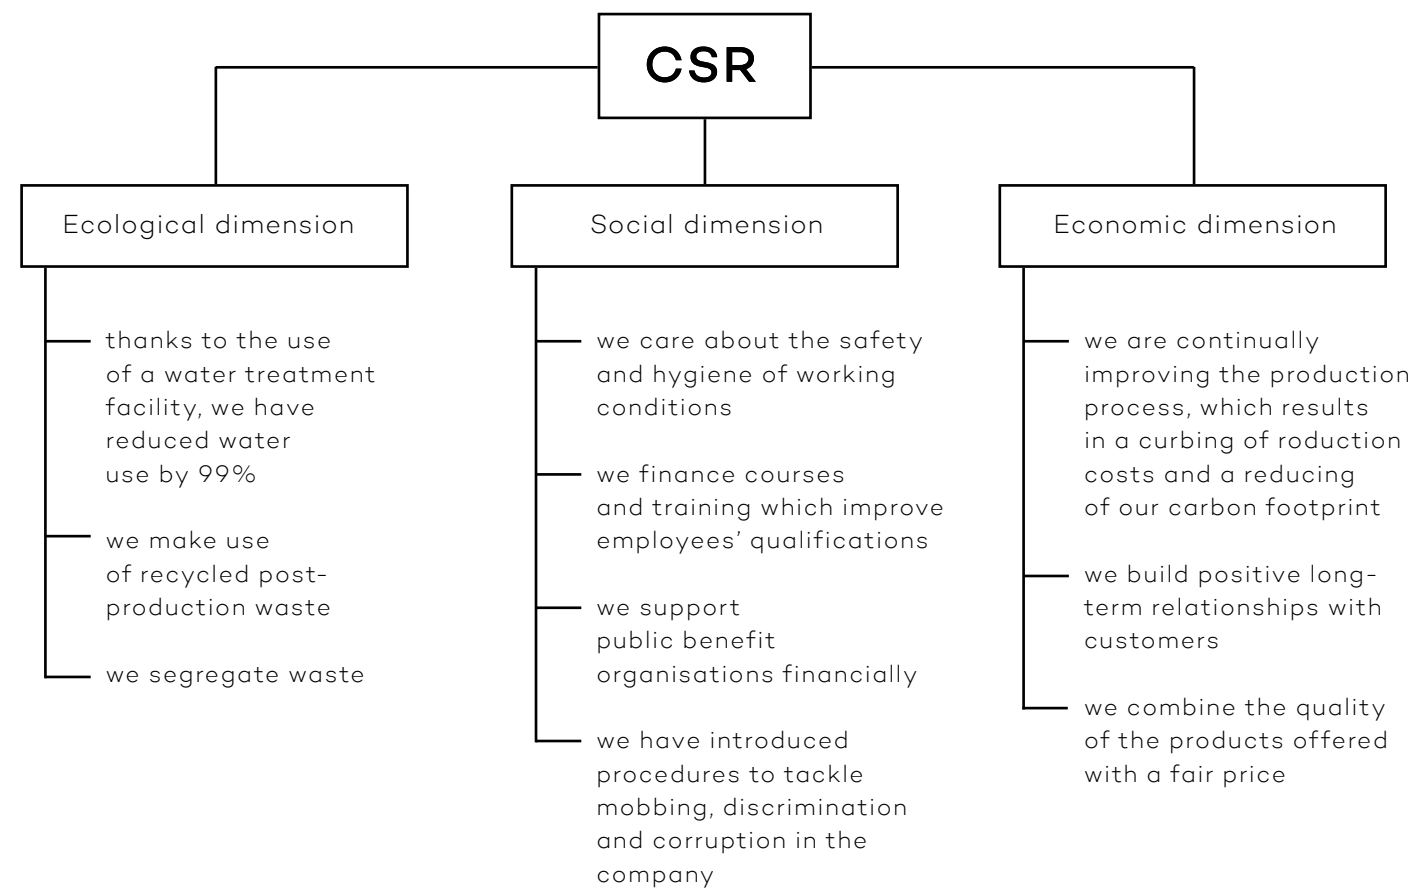 CSR
Ecological dimension
thanks to the use
of a water treatment
facility, we have
reduced water
use by 99%
we make use
of recycled post-
production waste
we segregate waste
Social dimension
we care about the safety
and hygiene of working
conditions
we finance courses
and training which improve
employees’ qualifications
we support
public benefit
organisations financially
we have introduced
procedures to tackle
mobbing, discrimination
and corruption in the
company
Economic dimension
we are continually
improving the production
process, which results
in a curbing of roduction
costs and a reducing
of our carbon footprint
we build positive long-
term relationships with
customers
we combine the quality
of the products offered
with a fair price